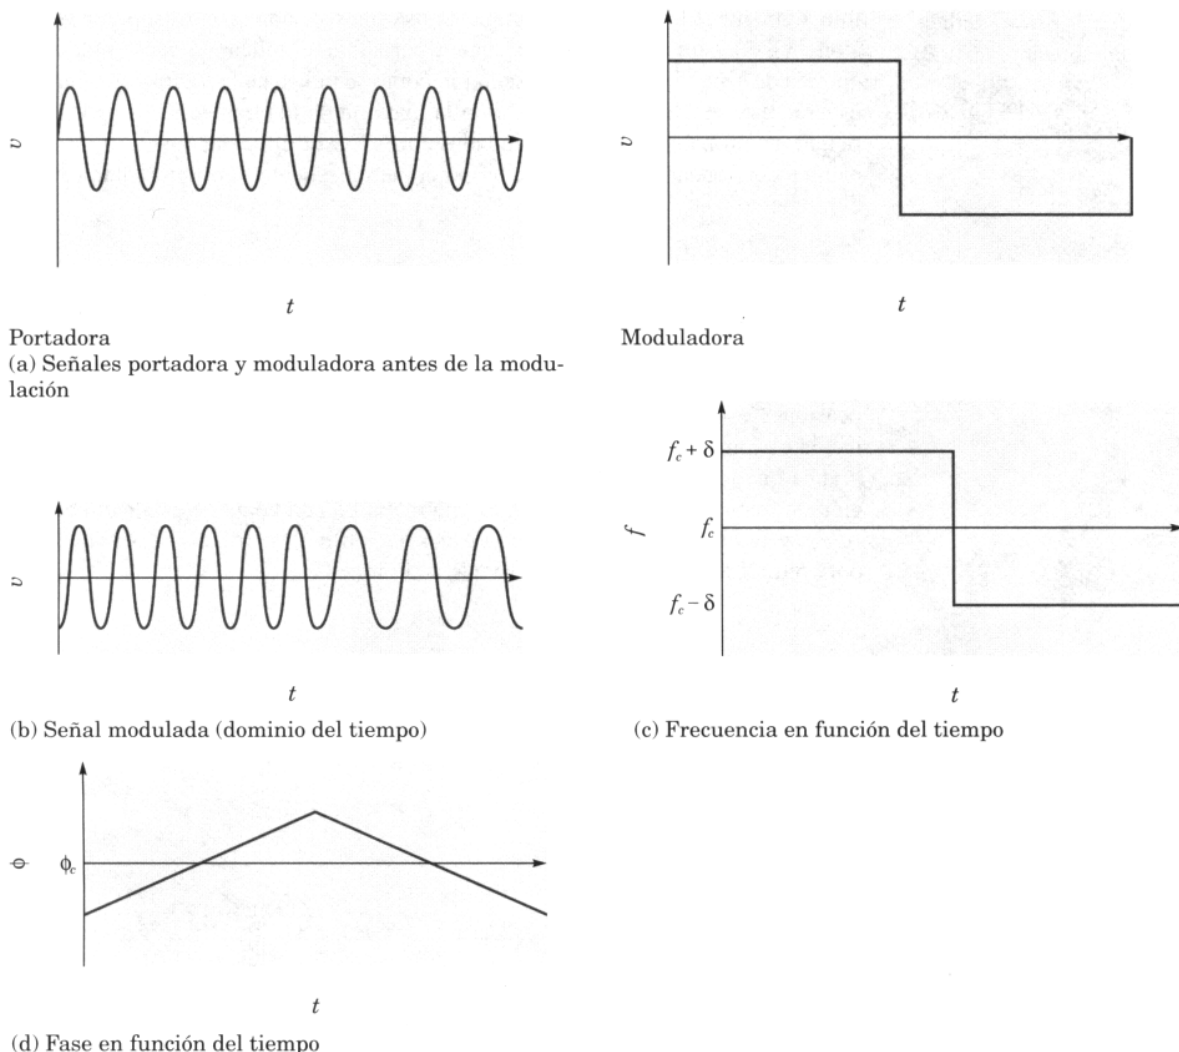 v
t
Portadora
(a) Señales portadora y moduladora antes de la modu-
lación
v
t
Moduladora
v
t
(b) Señal modulada (dominio del tiempo)
f
f_c + δ
f_c
f_c − δ
t
(c) Frecuencia en función del tiempo
ϕ
ϕ_c
t
(d) Fase en función del tiempo